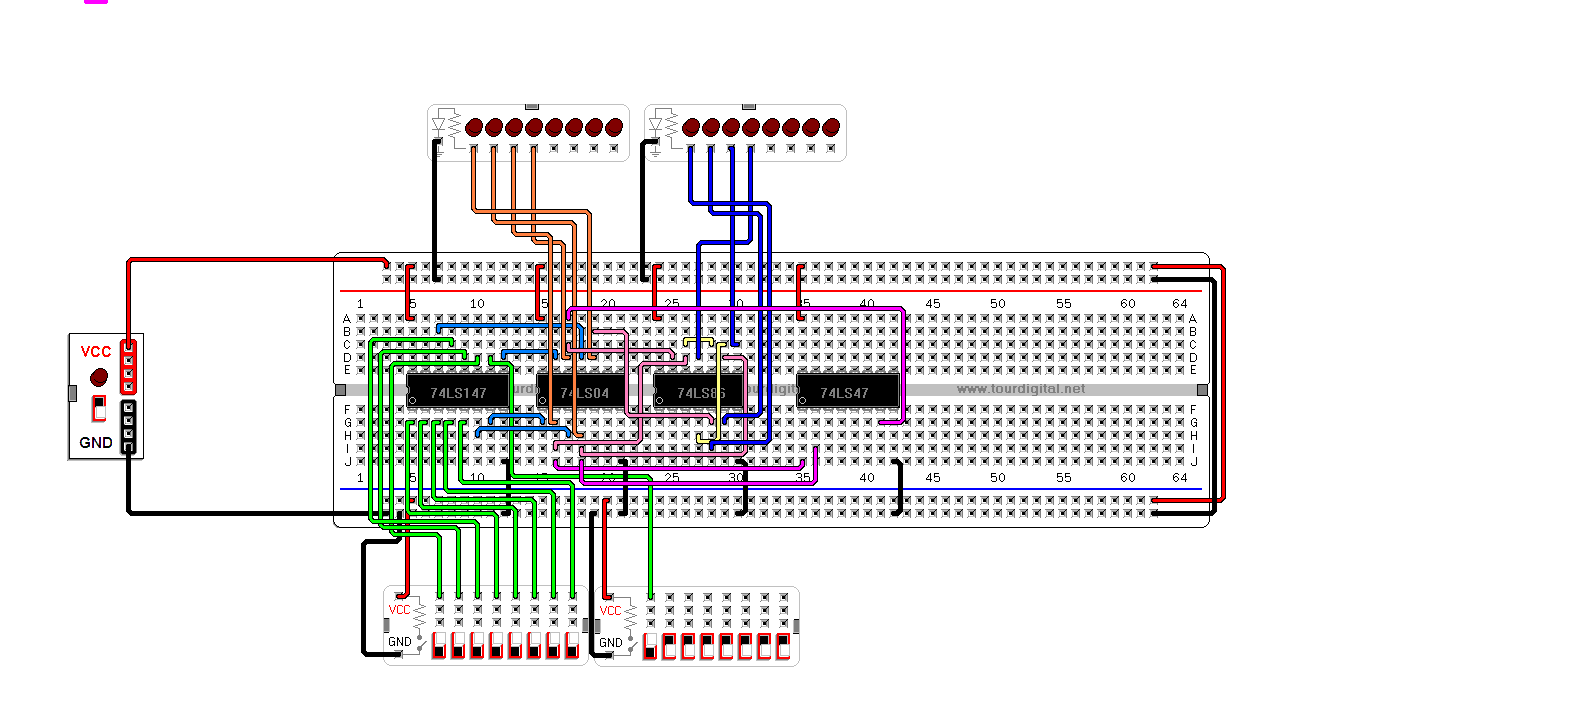 1 5 10 15 20 25 30 35 40 45 50 55 60 64
A A
B B
C C
D D
E E
VCC
74LS147 urd 74LS04 74LS86 ourdigit 74LS47 www.tourdigital.net
F F
G G
GND
H H
I I
J J
1 5 10 15 20 25 30 35 40 45 50 55 60 64
VCC VCC
GND GND